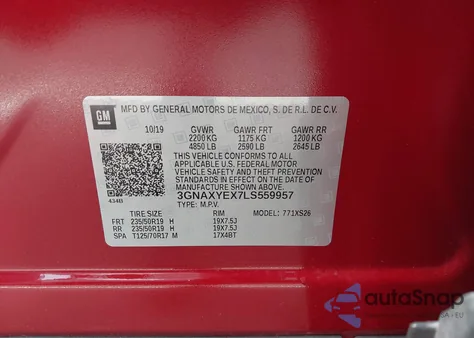 GM
MFD BY GENERAL MOTORS DE MEXICO, S. DE R.L. DE C.V.
10/19 GVWR GAWR FRT GAWR RR
2200 KG 1175 KG 1200 KG
4850 LB 2590 LB 2645 LB
THIS VEHICLE CONFORMS TO ALL
APPLICABLE U.S. FEDERAL MOTOR
VEHICLE SAFETY AND THEFT PREVENTION
STANDARDS IN EFFECT ON THE DATE OF
MANUFACTURE SHOWN ABOVE.
434B
3GNAXYEX7LS559957
TYPE: M.P.V. MODEL: 771XS26
TIRE SIZE RIM
FRT 235/50R19 H 19X7.5J
RR 235/50R19 H 19X7.5J
SPA T125/70R17 M 17X4BT
autoSnap